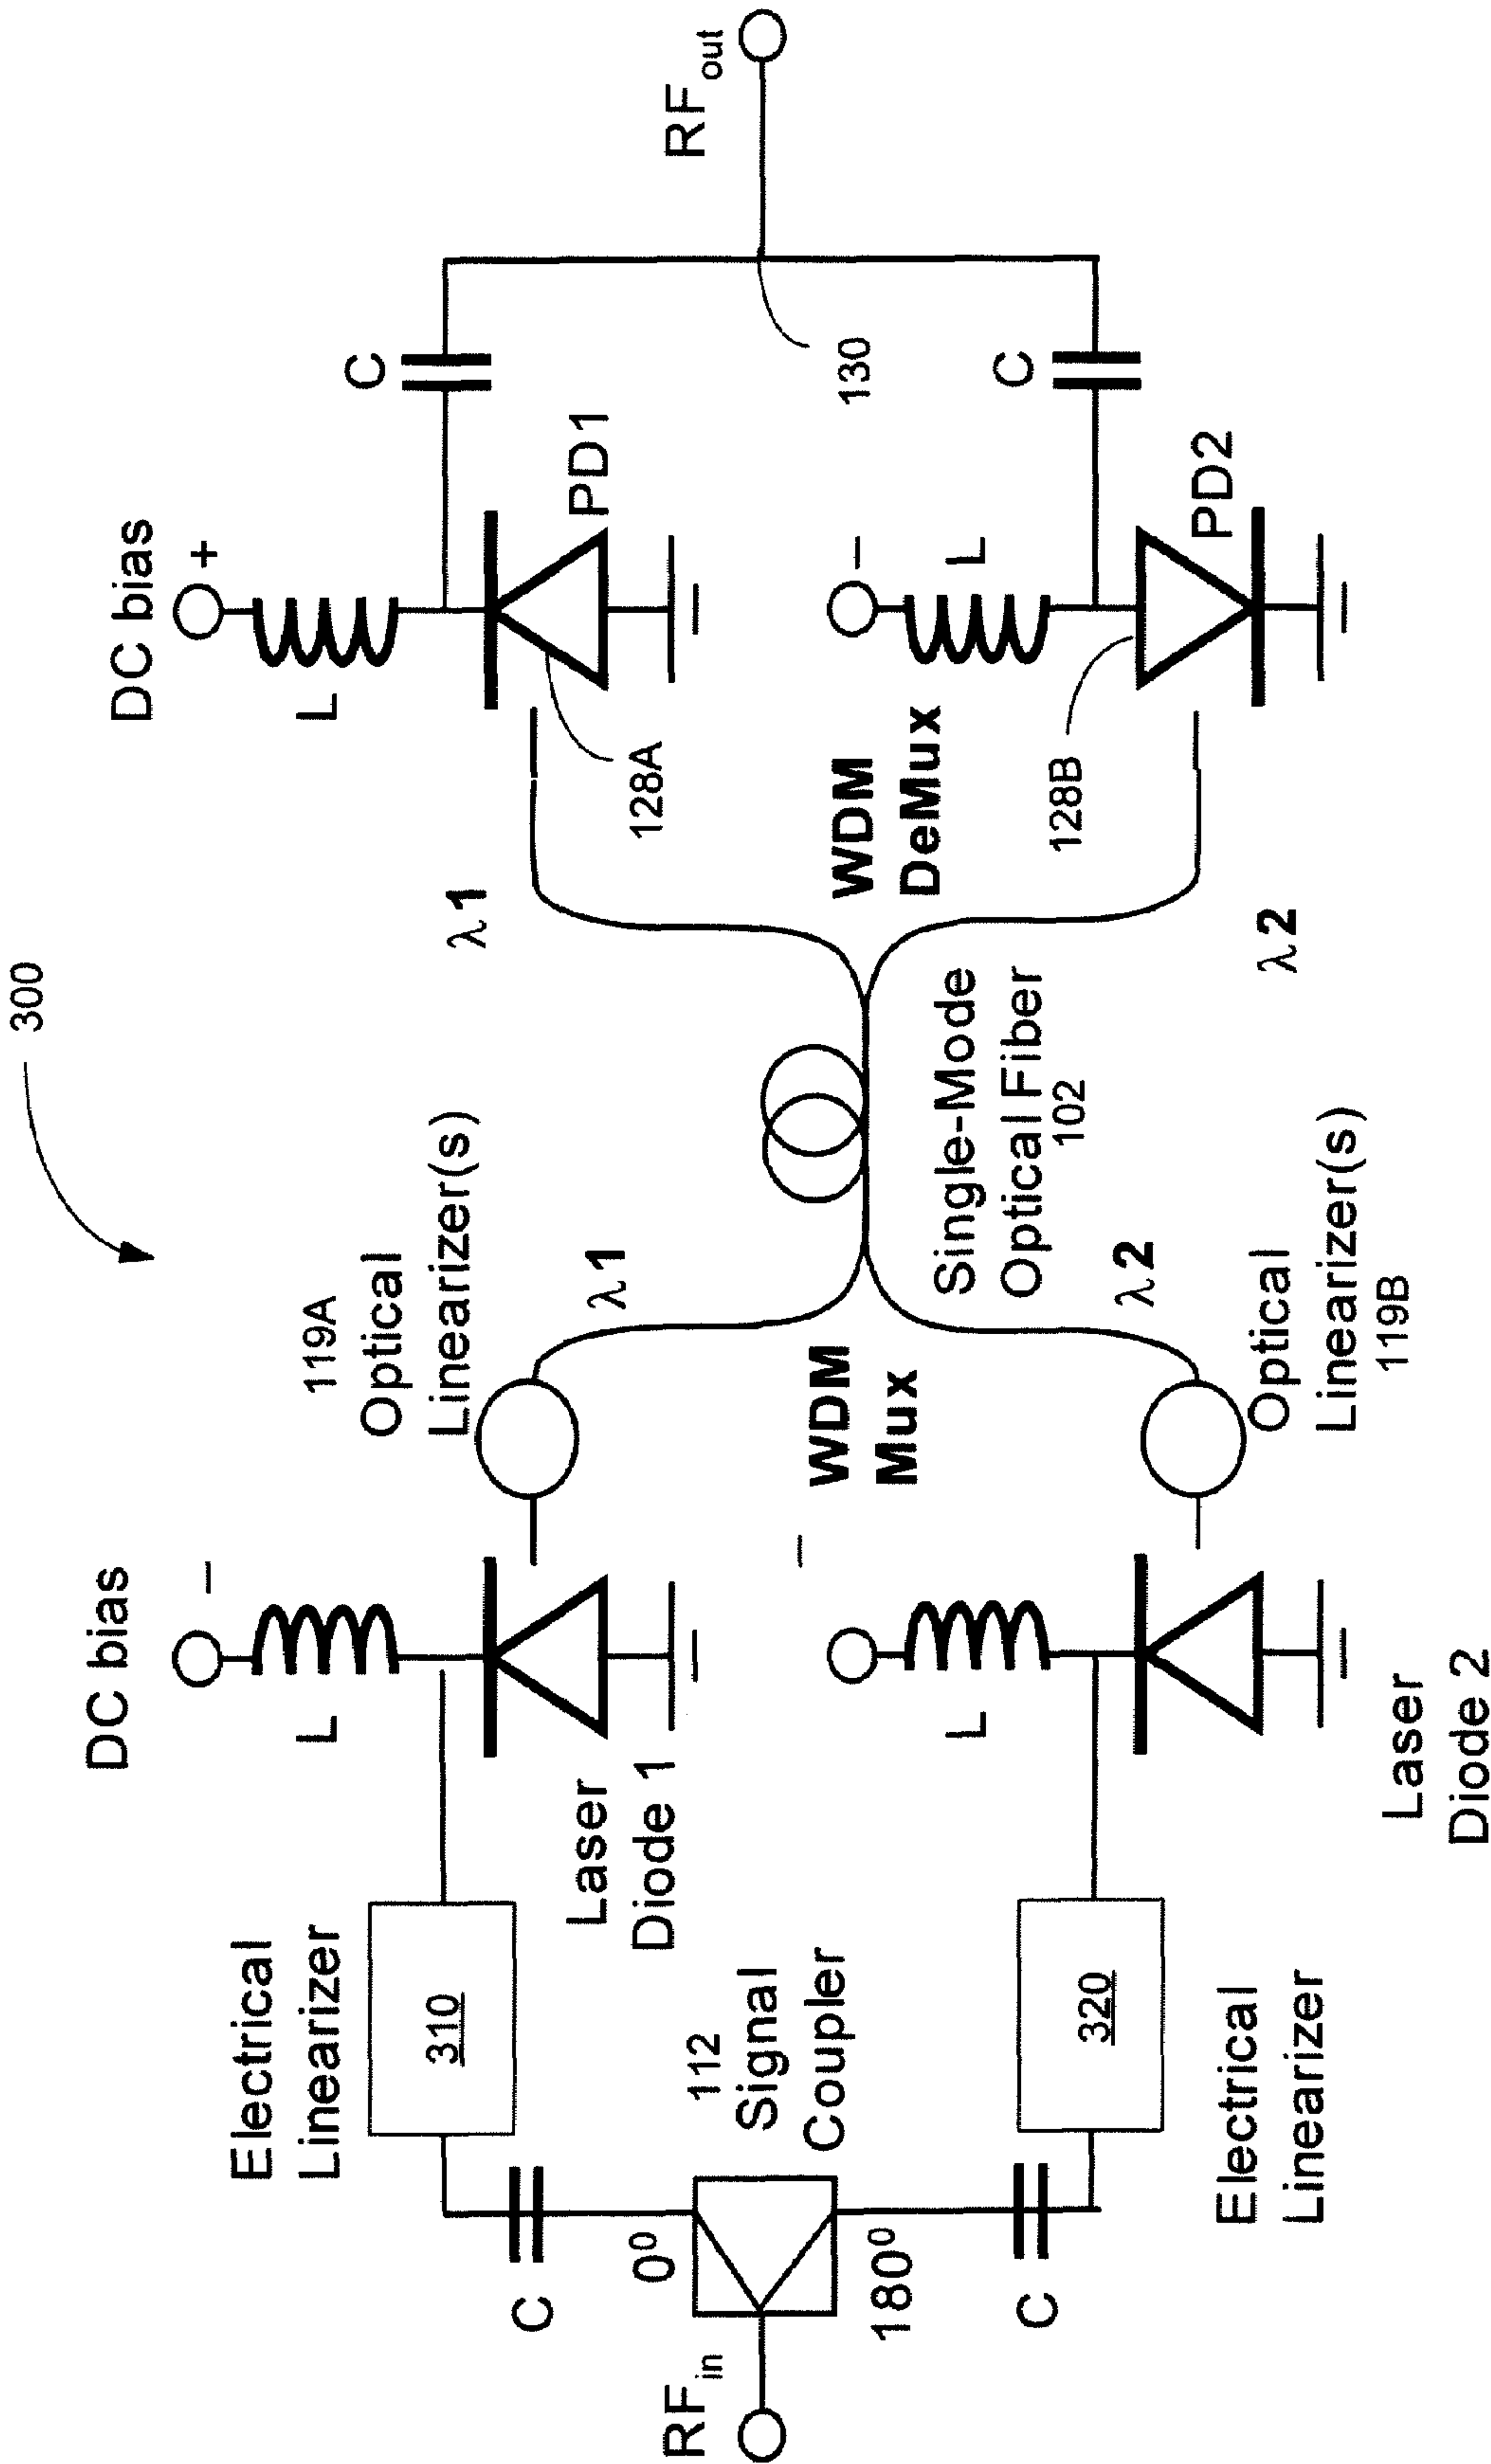 300
DC bias
−
L
Electrical
Linearizer
310
Laser
Diode 1
119A
Optical
Linearizer(s)
λ1
λ1
DC bias
+
L
128A
PD1
C
C
0⁰
RFin
112
Signal
Coupler
180⁰
C
WDM
Mux
Single-Mode
Optical Fiber
102
WDM
DeMux
130
RFout
−
L
320
Electrical
Linearizer
Laser
Diode 2
λ2
Optical
Linearizer(s)
119B
λ2
−
L
128B
PD2
C